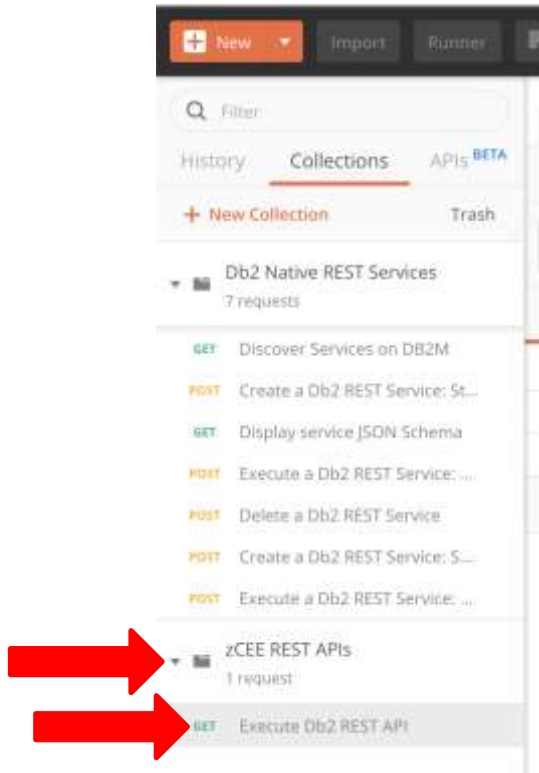 New
Import
Runner
Filter
History Collections APIs BETA
+ New Collection Trash
Db2 Native REST Services
7 requests
GET Discover Services on DB2M
POST Create a Db2 REST Service: St...
GET Display service JSON Schema
POST Execute a Db2 REST Service: ...
POST Delete a Db2 REST Service
POST Create a Db2 REST Service: S...
POST Execute a Db2 REST Service: ...
zCEE REST APIs
1 request
GET Execute Db2 REST API